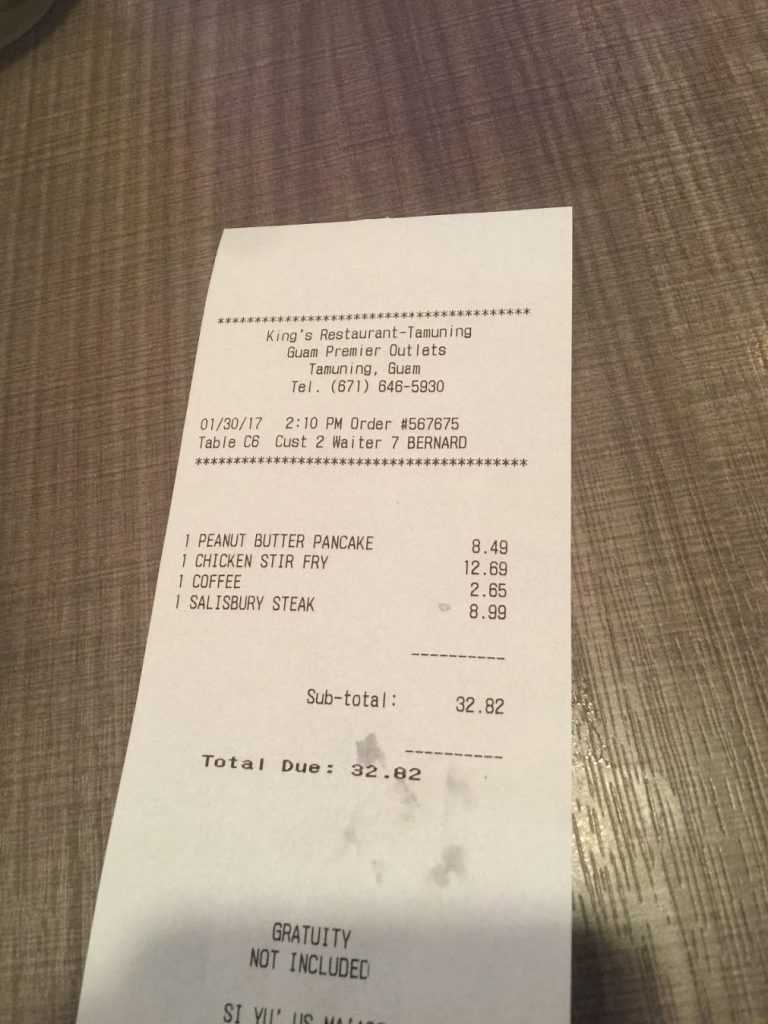 ****************************************
King's Restaurant-Tamuning
Guam Premier Outlets
Tamuning, Guam
Tel. (671) 646-5930
01/30/17 2:10 PM Order #567675
Table C6 Cust 2 Waiter 7 BERNARD
****************************************
1 PEANUT BUTTER PANCAKE 8.49
1 CHICKEN STIR FRY 12.69
1 COFFEE 2.65
1 SALISBURY STEAK 8.99
----------
Sub-total: 32.82
----------
Total Due: 32.82
GRATUITY
NOT INCLUDED
SI YU' US